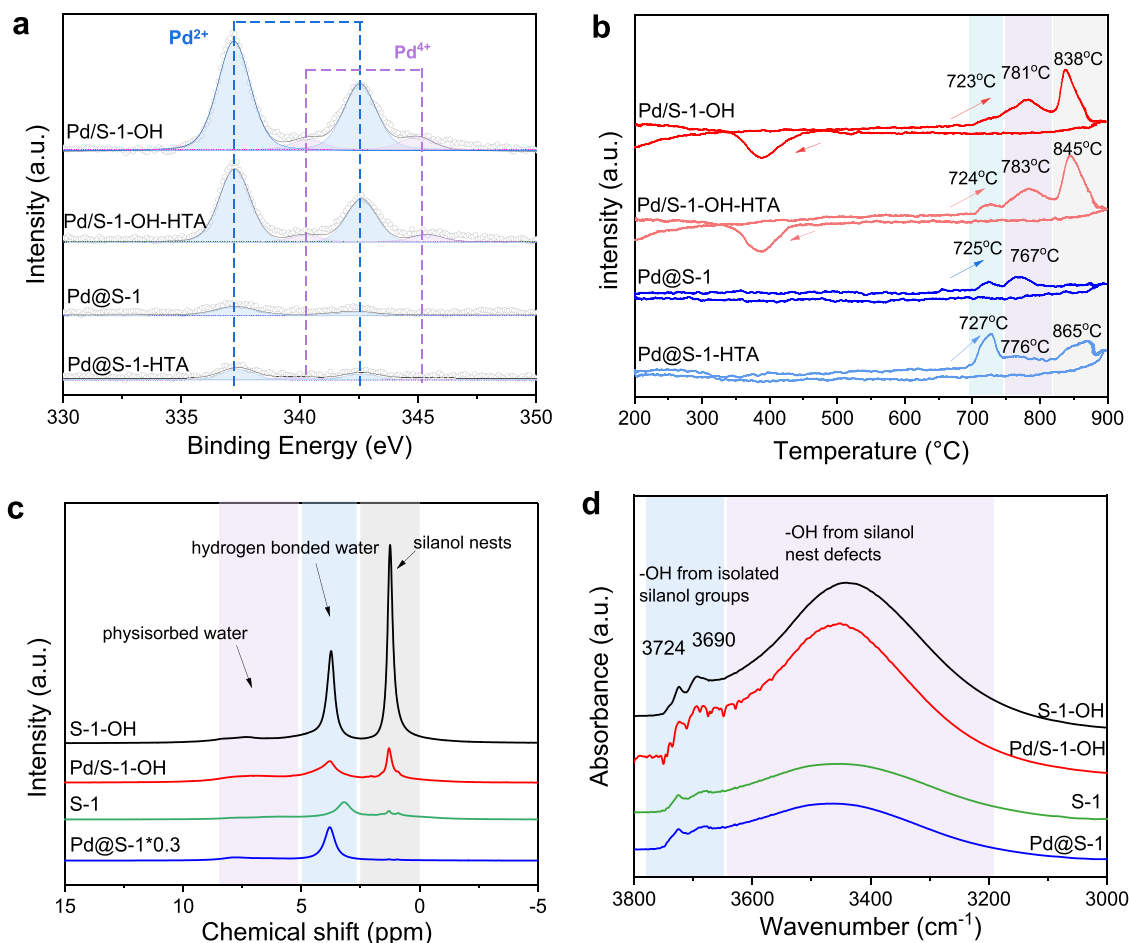 a
Pd²⁺
Pd⁴⁺
Pd/S-1-OH
Pd/S-1-OH-HTA
Pd@S-1
Pd@S-1-HTA
Intensity (a.u.)
330 335 340 345 350
Binding Energy (eV)
b
723°C 781°C 838°C
Pd/S-1-OH
724°C 783°C 845°C
Pd/S-1-OH-HTA
725°C 767°C
Pd@S-1
727°C 776°C 865°C
Pd@S-1-HTA
intensity (a.u.)
200 300 400 500 600 700 800 900
Temperature (°C)
c
silanol nests
hydrogen bonded water
physisorbed water
S-1-OH
Pd/S-1-OH
S-1
Pd@S-1*0.3
Intensity (a.u.)
15 10 5 0 -5
Chemical shift (ppm)
d
-OH from silanol
nest defects
-OH from isolated
silanol groups
3724 3690
S-1-OH
Pd/S-1-OH
S-1
Pd@S-1
Absorbance (a.u.)
3800 3600 3400 3200 3000
Wavenumber (cm⁻¹)